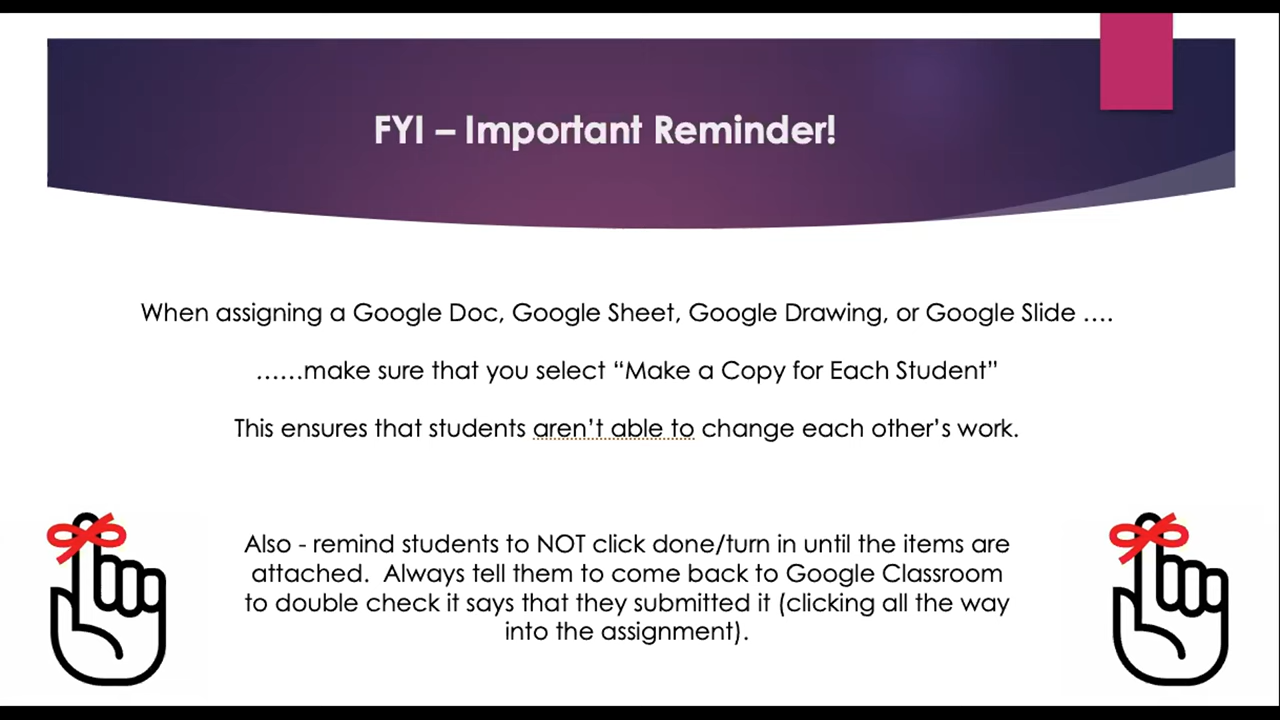 FYI – Important Reminder!
When assigning a Google Doc, Google Sheet, Google Drawing, or Google Slide ….
……make sure that you select “Make a Copy for Each Student”
This ensures that students aren’t able to change each other’s work.
Also - remind students to NOT click done/turn in until the items are
attached.  Always tell them to come back to Google Classroom
to double check it says that they submitted it (clicking all the way
into the assignment).